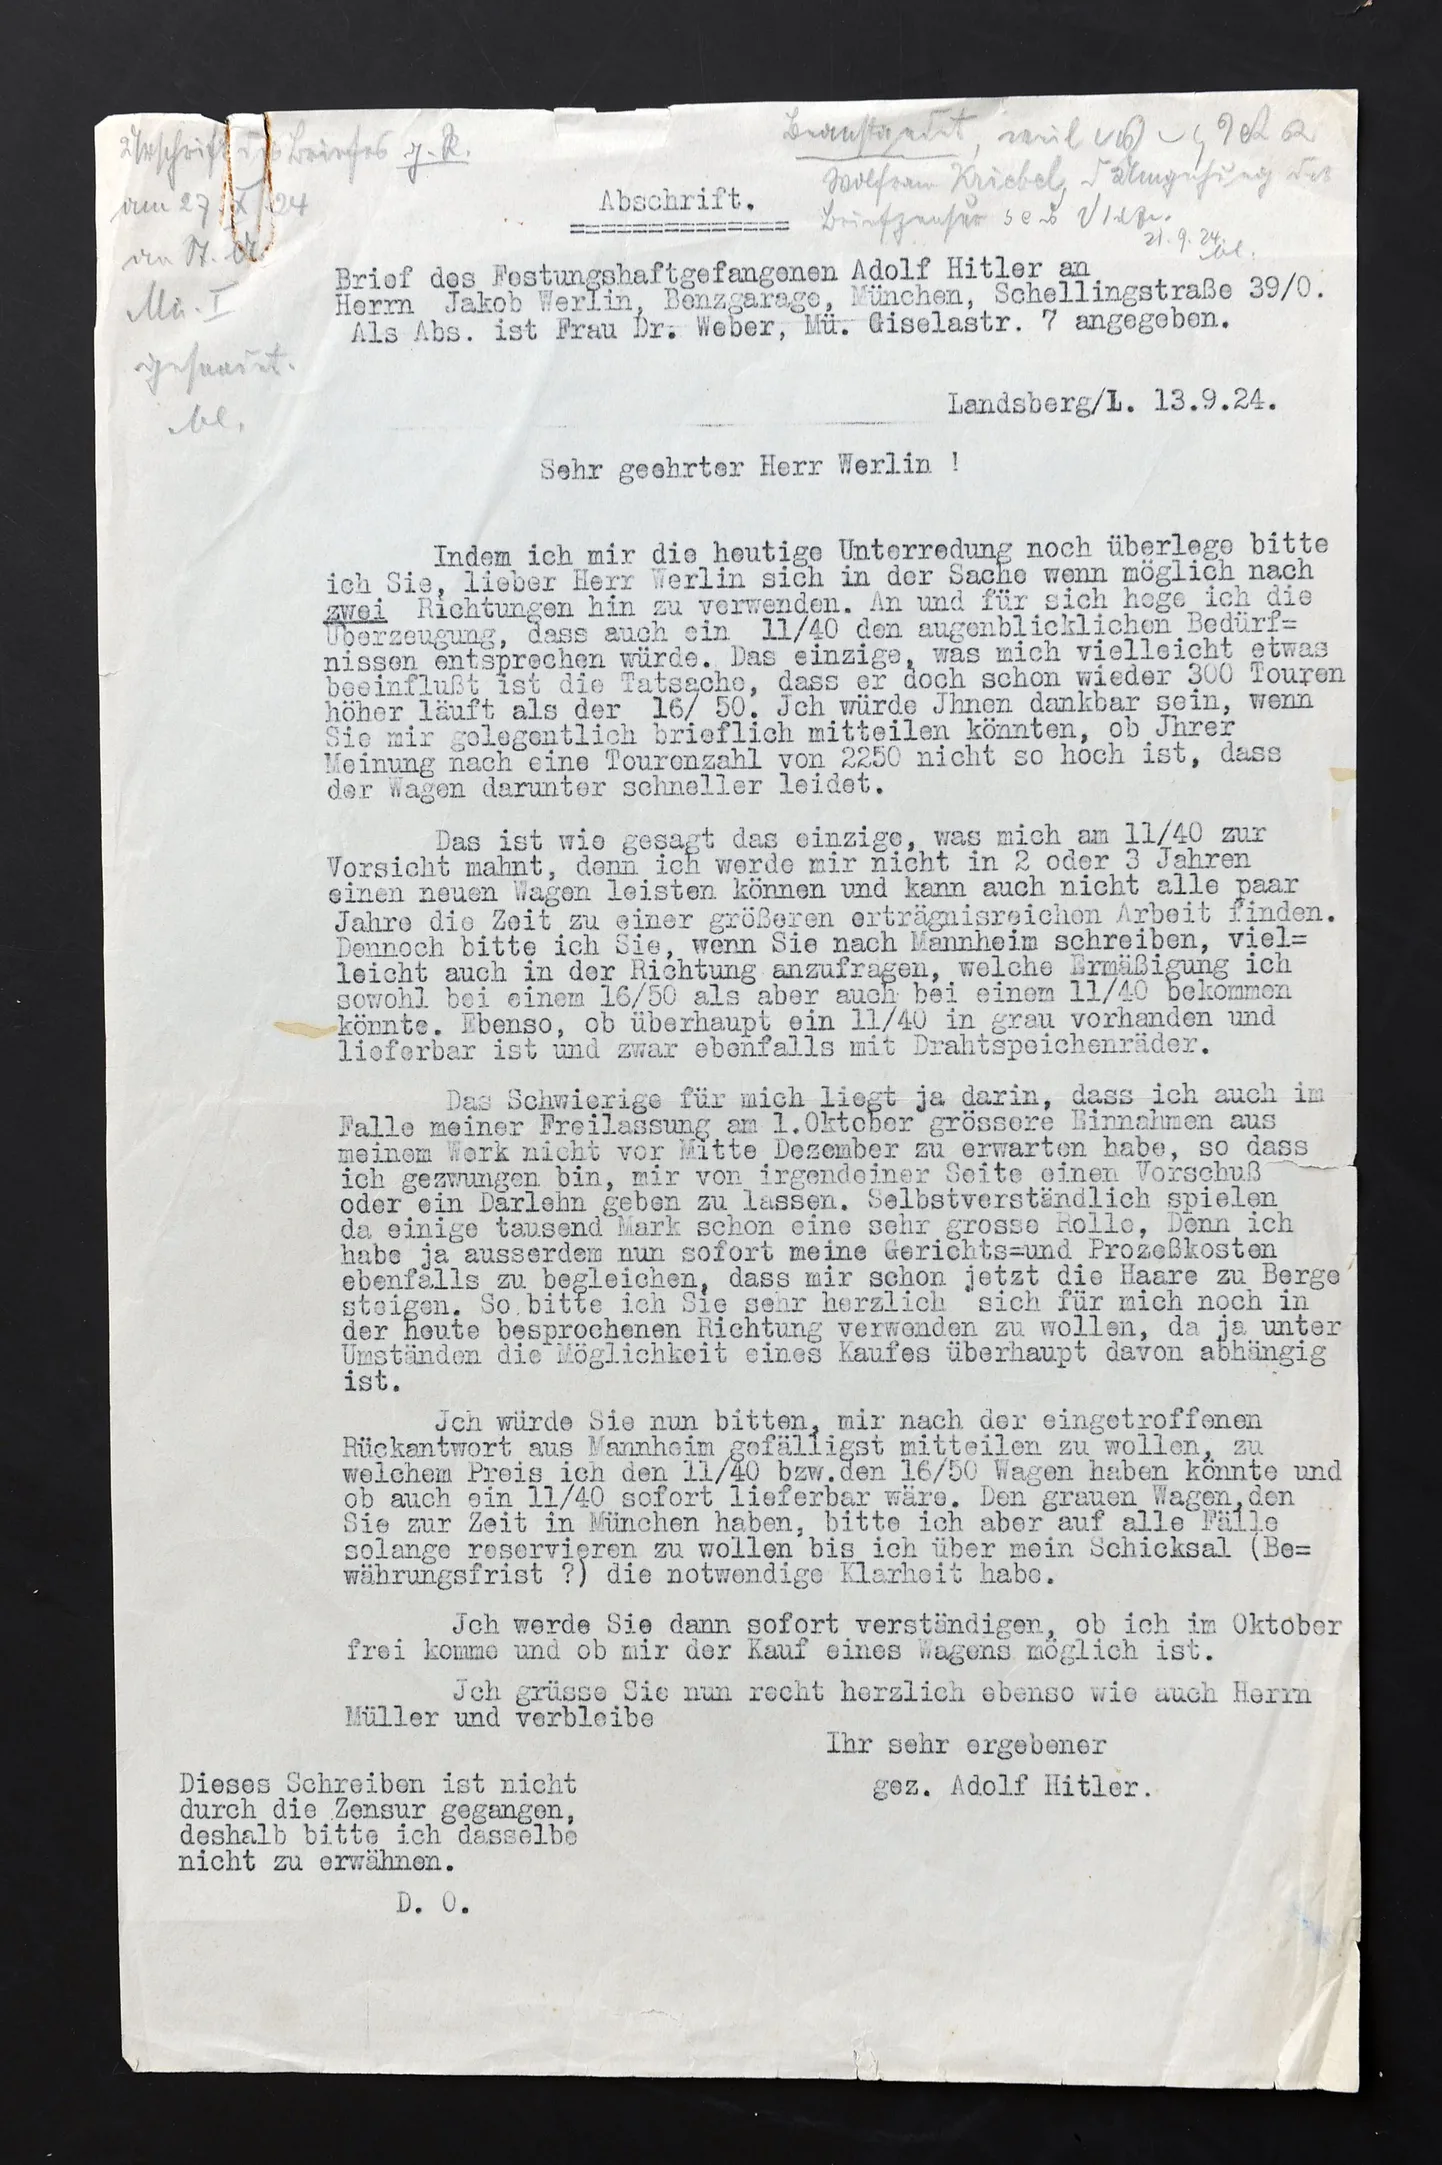 Urschrift des Briefes g. R.
am 27. IX. 24
an St. A.
Mü. I
gesandt.
bl.
Beanstandet, weil
Wolfram Kriebel, Umgehung der
Briefzensur
21.9.24.
bl.
Abschrift.
Brief des Festungshaftgefangenen Adolf Hitler an
Herrn Jakob Werlin, Benzgarage, München, Schellingstraße 39/0.
Als Abs. ist Frau Dr. Weber, Mü. Giselastr. 7 angegeben.
Landsberg/L. 13.9.24.
Sehr geehrter Herr Werlin !
Indem ich mir die heutige Unterredung noch überlege bitte
ich Sie, lieber Herr Werlin sich in der Sache wenn möglich nach
zwei Richtungen hin zu verwenden. An und für sich hege ich die
Überzeugung, dass auch ein 11/40 den augenblicklichen Bedürf=
nissen entsprechen würde. Das einzige, was mich vielleicht etwas
beeinflußt ist die Tatsache, dass er doch schon wieder 300 Touren
höher läuft als der 16/ 50. Jch würde Jhnen dankbar sein, wenn
Sie mir gelegentlich brieflich mitteilen könnten, ob Jhrer
Meinung nach eine Tourenzahl von 2250 nicht so hoch ist, dass
der Wagen darunter schneller leidet.
Das ist wie gesagt das einzige, was mich am 11/40 zur
Vorsicht mahnt, denn ich werde mir nicht in 2 oder 3 Jahren
einen neuen Wagen leisten können und kann auch nicht alle paar
Jahre die Zeit zu einer größeren erträgnisreichen Arbeit finden.
Dennoch bitte ich Sie, wenn Sie nach Mannheim schreiben, viel=
leicht auch in der Richtung anzufragen, welche Ermäßigung ich
sowohl bei einem 16/50 als aber auch bei einem 11/40 bekommen
könnte. Ebenso, ob überhaupt ein 11/40 in grau vorhanden und
lieferbar ist und zwar ebenfalls mit Drahtspeichenräder.
Das Schwierige für mich liegt ja darin, dass ich auch im
Falle meiner Freilassung am 1.Oktober grössere Einnahmen aus
meinem Werk nicht vor Mitte Dezember zu erwarten habe, so dass
ich gezwungen bin, mir von irgendeiner Seite einen Vorschuß
oder ein Darlehn geben zu lassen. Selbstverständlich spielen
da einige tausend Mark schon eine sehr grosse Rolle, Denn ich
habe ja ausserdem nun sofort meine Gerichts=und Prozeßkosten
ebenfalls zu begleichen, dass mir schon jetzt die Haare zu Berge
steigen. So bitte ich Sie sehr herzlich sich für mich noch in
der heute besprochenen Richtung verwenden zu wollen, da ja unter
Umständen die Möglichkeit eines Kaufes überhaupt davon abhängig
ist.
Jch würde Sie nun bitten, mir nach der eingetroffenen
Rückantwort aus Mannheim gefälligst mitteilen zu wollen, zu
welchem Preis ich den 11/40 bzw.den 16/50 Wagen haben könnte und
ob auch ein 11/40 sofort lieferbar wäre. Den grauen Wagen,den
Sie zur Zeit in München haben, bitte ich aber auf alle Fälle
solange reservieren zu wollen bis ich über mein Schicksal (Be=
währungsfrist ?) die notwendige Klarheit habe.
Jch werde Sie dann sofort verständigen, ob ich im Oktober
frei komme und ob mir der Kauf eines Wagens möglich ist.
Jch grüsse Sie nun recht herzlich ebenso wie auch Herrn
Müller und verbleibe
Ihr sehr ergebener
gez. Adolf Hitler.
Dieses Schreiben ist nicht
durch die Zensur gegangen,
deshalb bitte ich dasselbe
nicht zu erwähnen.
D. O.